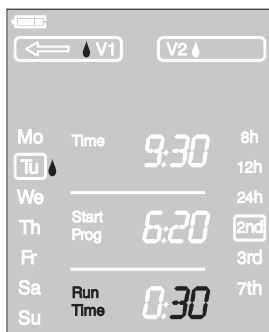 V1 V2
Mo Time 9:30 8h
Tu 12h
We 24h
Th Start Prog 6:20 2nd
Fr 3rd
Sa Run Time 0:30 7th
Su